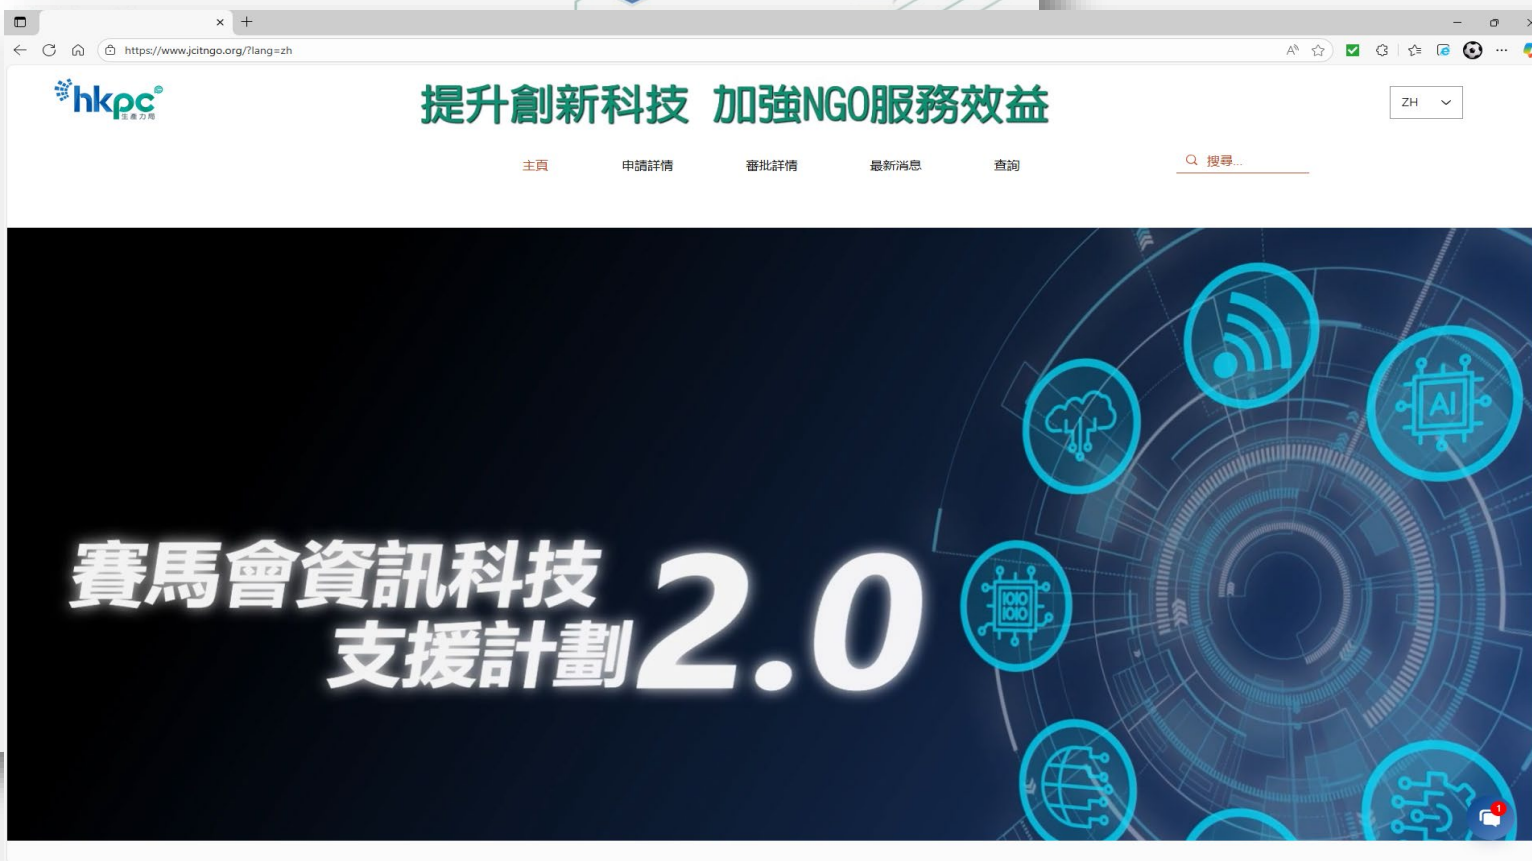 https://www.jcitngo.org/?lang=zh
hkpc
生產力局
提升創新科技 加強NGO服務效益
ZH
主頁 申請詳情 審批詳情 最新消息 查詢 搜尋...
賽馬會資訊科技
支援計劃 2.0
AI
1010
1010
1